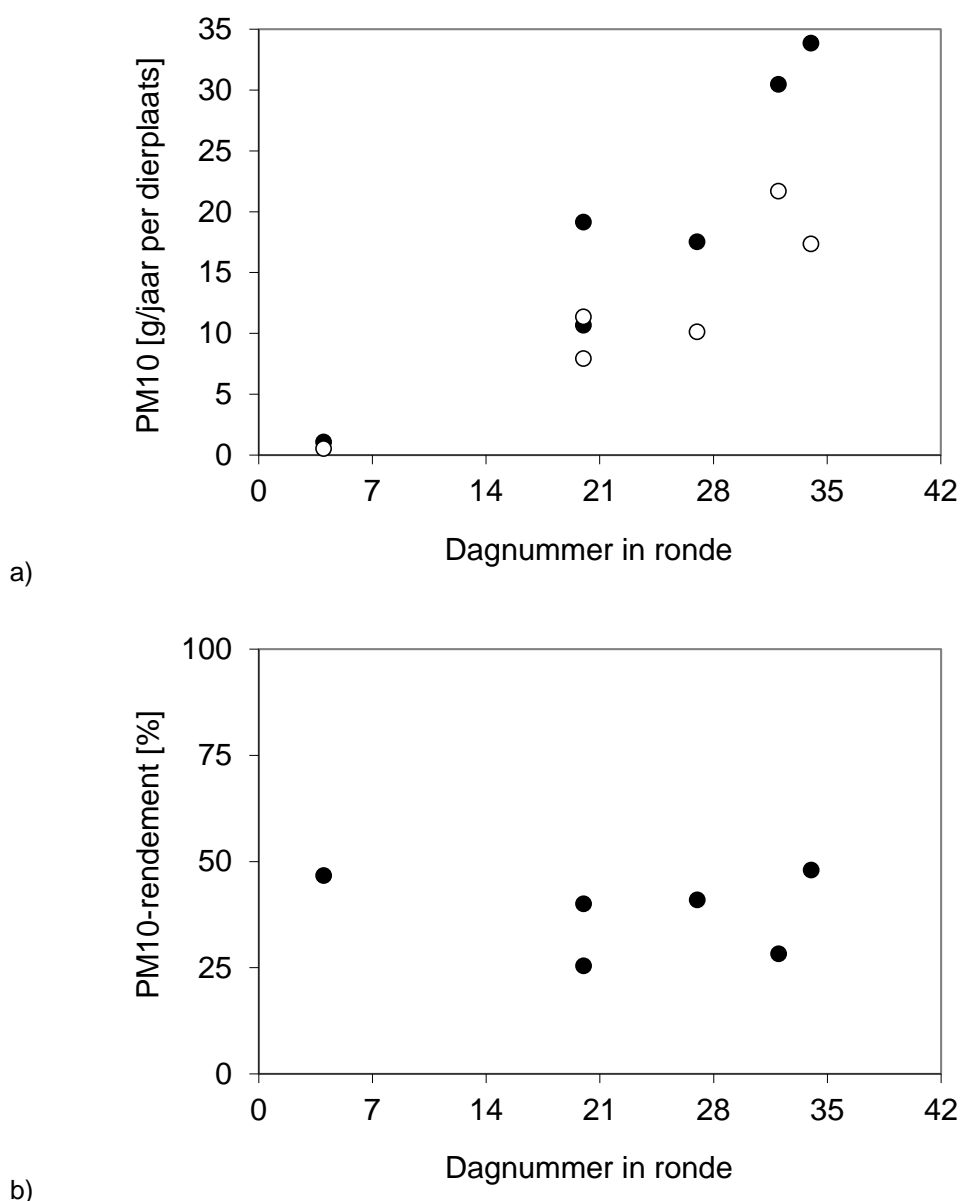 PM10 [g/jaar per dierplaats]
35
30
25
20
15
10
5
0
0 7 14 21 28 35 42
Dagnummer in ronde
a)
PM10-rendement [%]
100
75
50
25
0
0 7 14 21 28 35 42
Dagnummer in ronde
b)